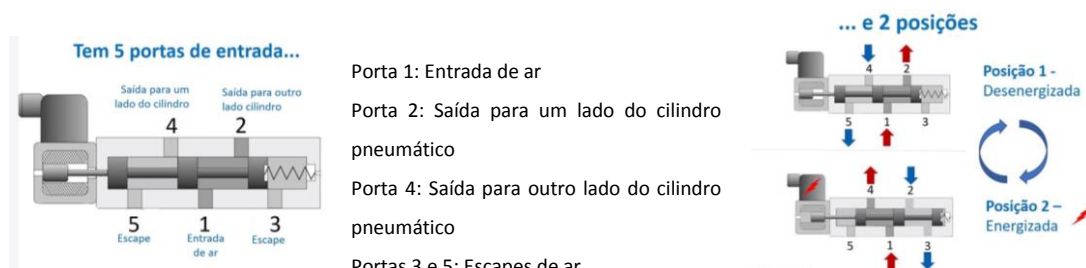 Tem 5 portas de entrada...
Saída para um
lado do cilindro
Saída para outro
lado cilindro
4
2
5
1
3
Escape
Entrada
de ar
Escape
Porta 1: Entrada de ar
Porta 2: Saída para um lado do cilindro
pneumático
Porta 4: Saída para outro lado do cilindro
pneumático
Portas 3 e 5: Escapes de ar
... e 2 posições
4
2
5
1
3
Posição 1 -
Desenergizada
4
2
5
1
3
Posição 2 –
Energizada